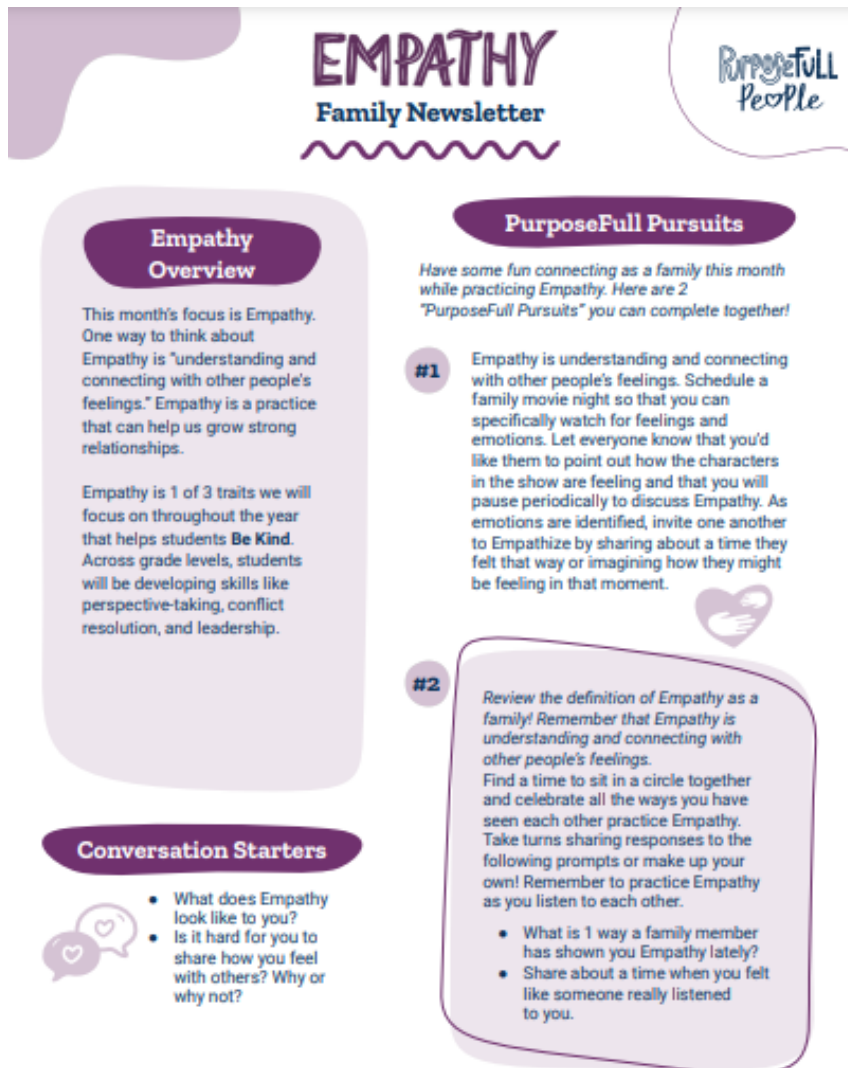 EMPATHY
Family Newsletter
PurposeFull
People
Empathy
Overview
This month's focus is Empathy.
One way to think about
Empathy is "understanding and
connecting with other people's
feelings." Empathy is a practice
that can help us grow strong
relationships.
Empathy is 1 of 3 traits we will
focus on throughout the year
that helps students Be Kind.
Across grade levels, students
will be developing skills like
perspective-taking, conflict
resolution, and leadership.
Conversation Starters
• What does Empathy
look like to you?
• Is it hard for you to
share how you feel
with others? Why or
why not?
PurposeFull Pursuits
Have some fun connecting as a family this month
while practicing Empathy. Here are 2
"PurposeFull Pursuits" you can complete together!
#1
Empathy is understanding and connecting
with other people's feelings. Schedule a
family movie night so that you can
specifically watch for feelings and
emotions. Let everyone know that you'd
like them to point out how the characters
in the show are feeling and that you will
pause periodically to discuss Empathy. As
emotions are identified, invite one another
to Empathize by sharing about a time they
felt that way or imagining how they might
be feeling in that moment.
#2
Review the definition of Empathy as a
family! Remember that Empathy is
understanding and connecting with
other people's feelings.
Find a time to sit in a circle together
and celebrate all the ways you have
seen each other practice Empathy.
Take turns sharing responses to the
following prompts or make up your
own! Remember to practice Empathy
as you listen to each other.
• What is 1 way a family member
has shown you Empathy lately?
• Share about a time when you felt
like someone really listened
to you.